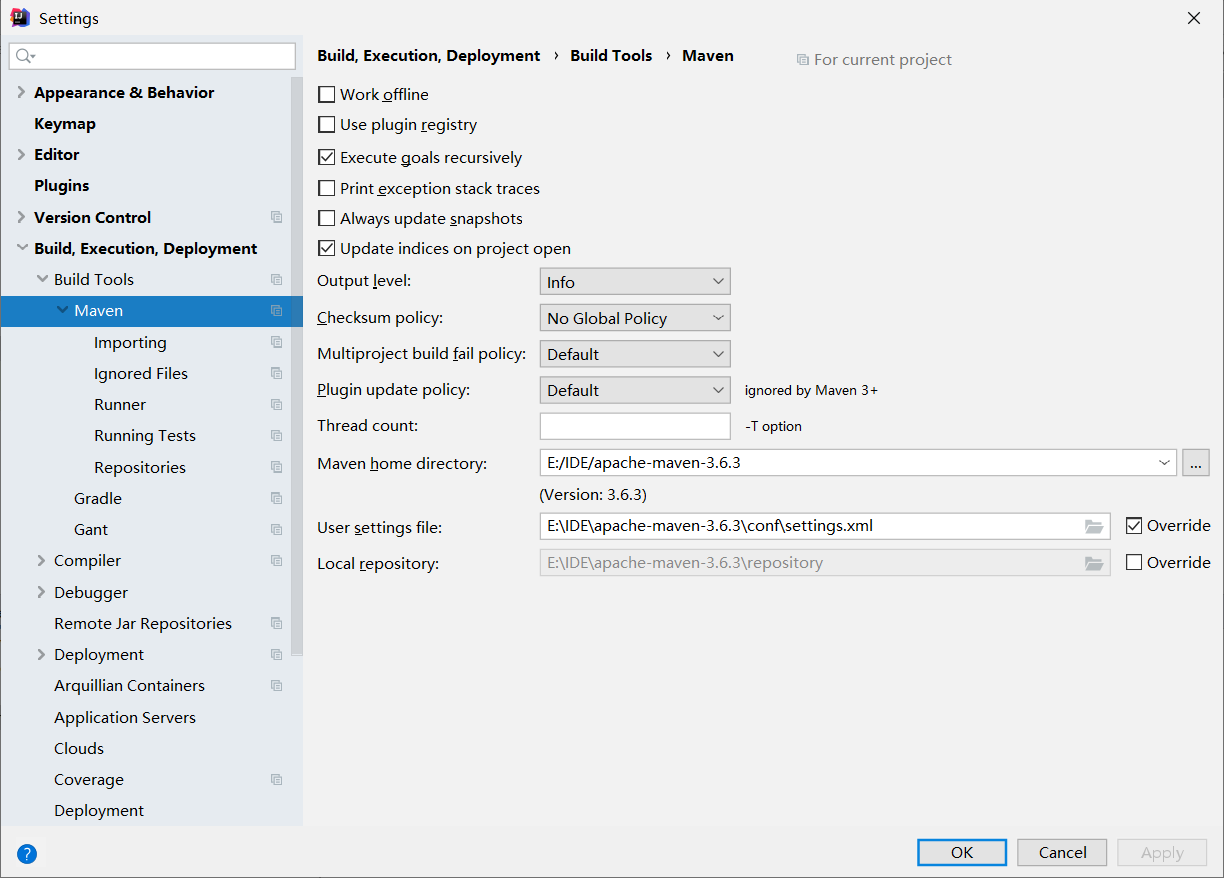 Settings
Appearance & Behavior
Keymap
Editor
Plugins
Version Control
Build, Execution, Deployment
Build Tools
Maven
Importing
Ignored Files
Runner
Running Tests
Repositories
Gradle
Gant
Compiler
Debugger
Remote Jar Repositories
Deployment
Arquillian Containers
Application Servers
Clouds
Coverage
Deployment
Build, Execution, Deployment › Build Tools › Maven For current project
Work offline
Use plugin registry
Execute goals recursively
Print exception stack traces
Always update snapshots
Update indices on project open
Output level: Info
Checksum policy: No Global Policy
Multiproject build fail policy: Default
Plugin update policy: Default ignored by Maven 3+
Thread count: -T option
Maven home directory: E:/IDE/apache-maven-3.6.3 ...
(Version: 3.6.3)
User settings file: E:\IDE\apache-maven-3.6.3\conf\settings.xml Override
Local repository: E:\IDE\apache-maven-3.6.3\repository Override
? OK Cancel Apply